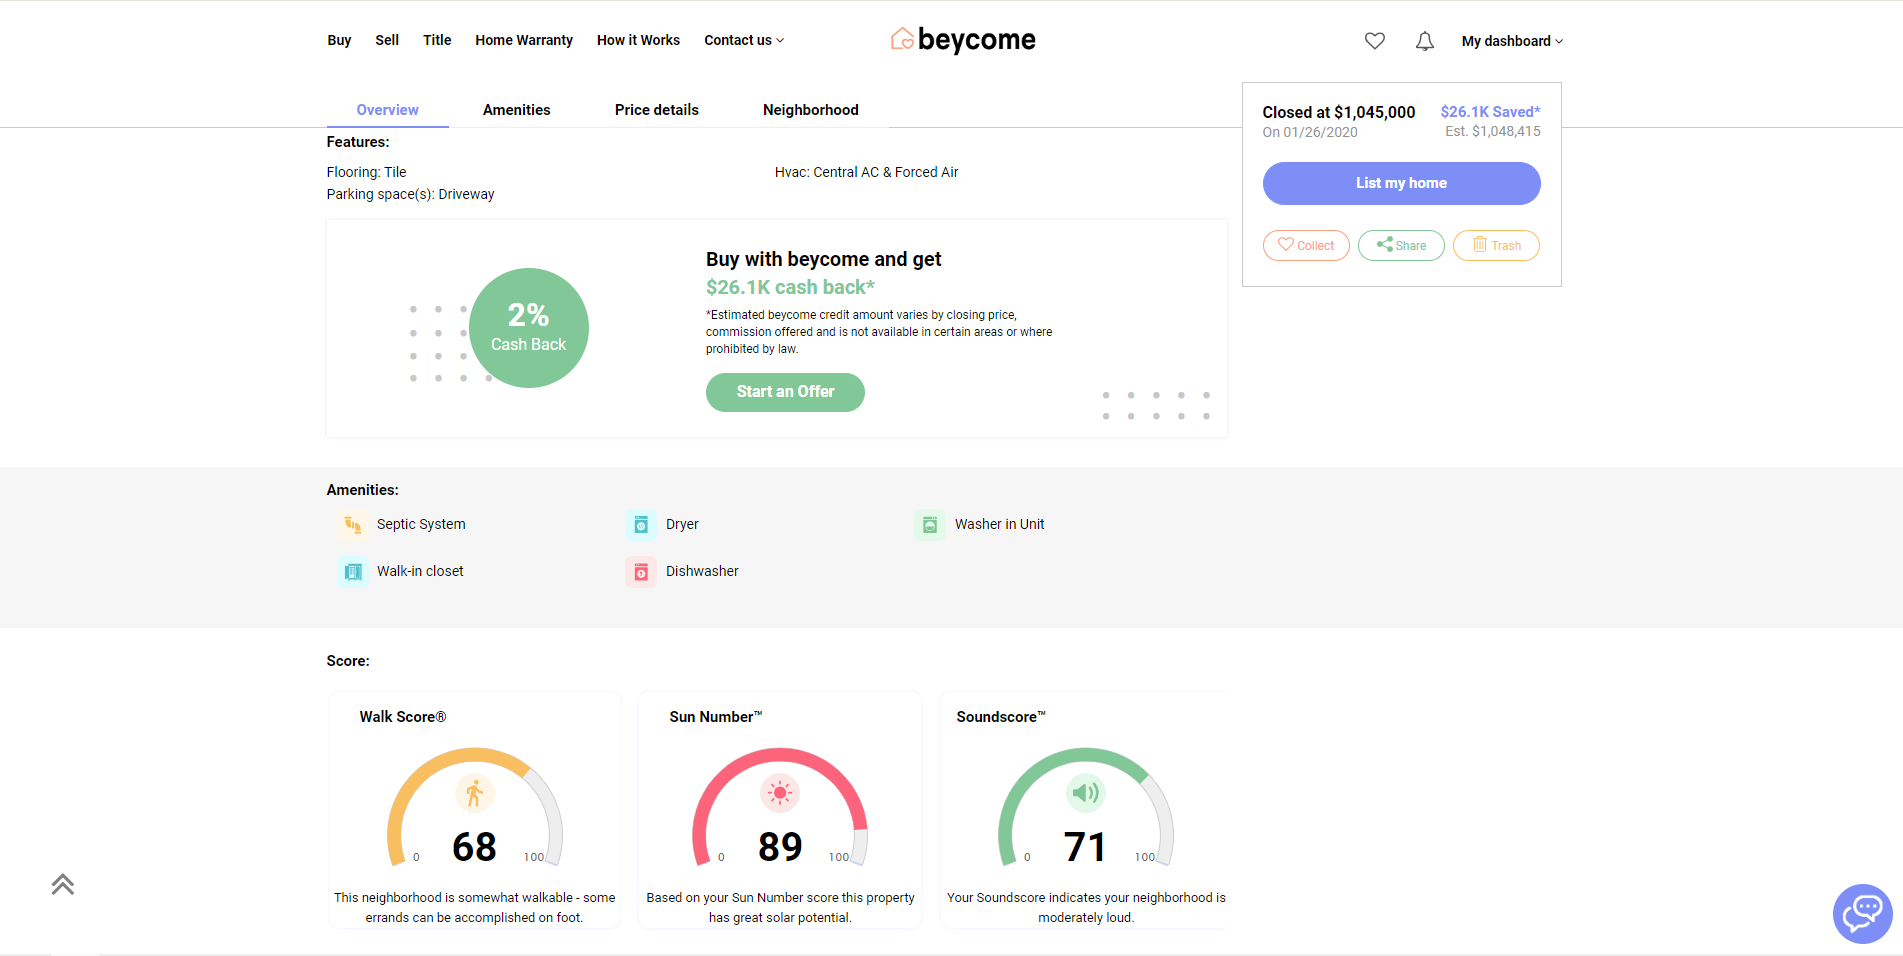 Buy Sell Title Home Warranty How it Works Contact us beycome My dashboard
Overview Amenities Price details Neighborhood
Closed at $1,045,000 $26.1K Saved*
On 01/26/2020 Est. $1,048,415
List my home
Collect Share Trash
Features:
Flooring: Tile Hvac: Central AC & Forced Air
Parking space(s): Driveway
2%
Cash Back
Buy with beycome and get
$26.1K cash back*
*Estimated beycome credit amount varies by closing price,
commission offered and is not available in certain areas or where
prohibited by law.
Start an Offer
Amenities:
Septic System Dryer Washer in Unit
Walk-in closet Dishwasher
Score:
Walk Score®
68
0 100
This neighborhood is somewhat walkable - some
errands can be accomplished on foot.
Sun Number™
89
0 100
Based on your Sun Number score this property
has great solar potential.
Soundscore™
71
0 100
Your Soundscore indicates your neighborhood is
moderately loud.